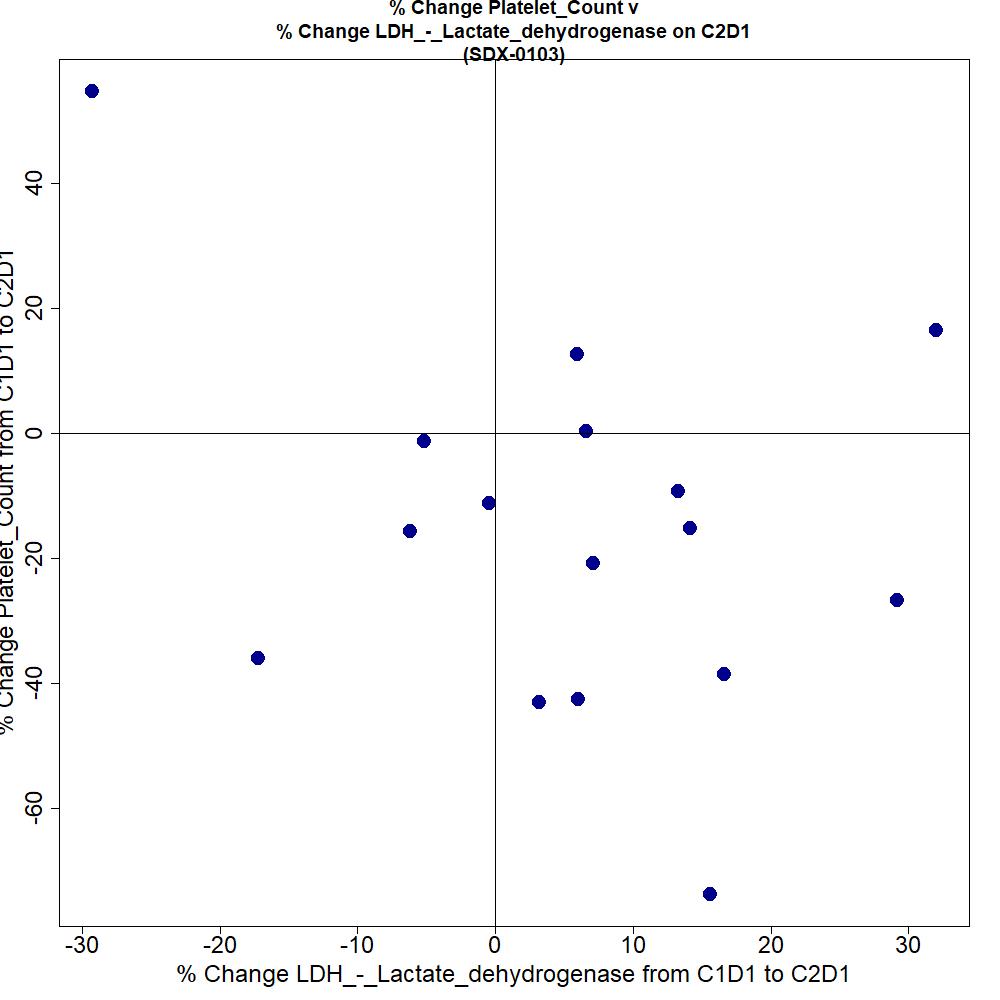 % Change Platelet_Count v
% Change LDH_-_Lactate_dehydrogenase on C2D1
(SDX-0103)
% Change Platelet_Count from C1D1 to C2D1
40
20
0
-20
-40
-60
-30
-20
-10
0
10
20
30
% Change LDH_-_Lactate_dehydrogenase from C1D1 to C2D1